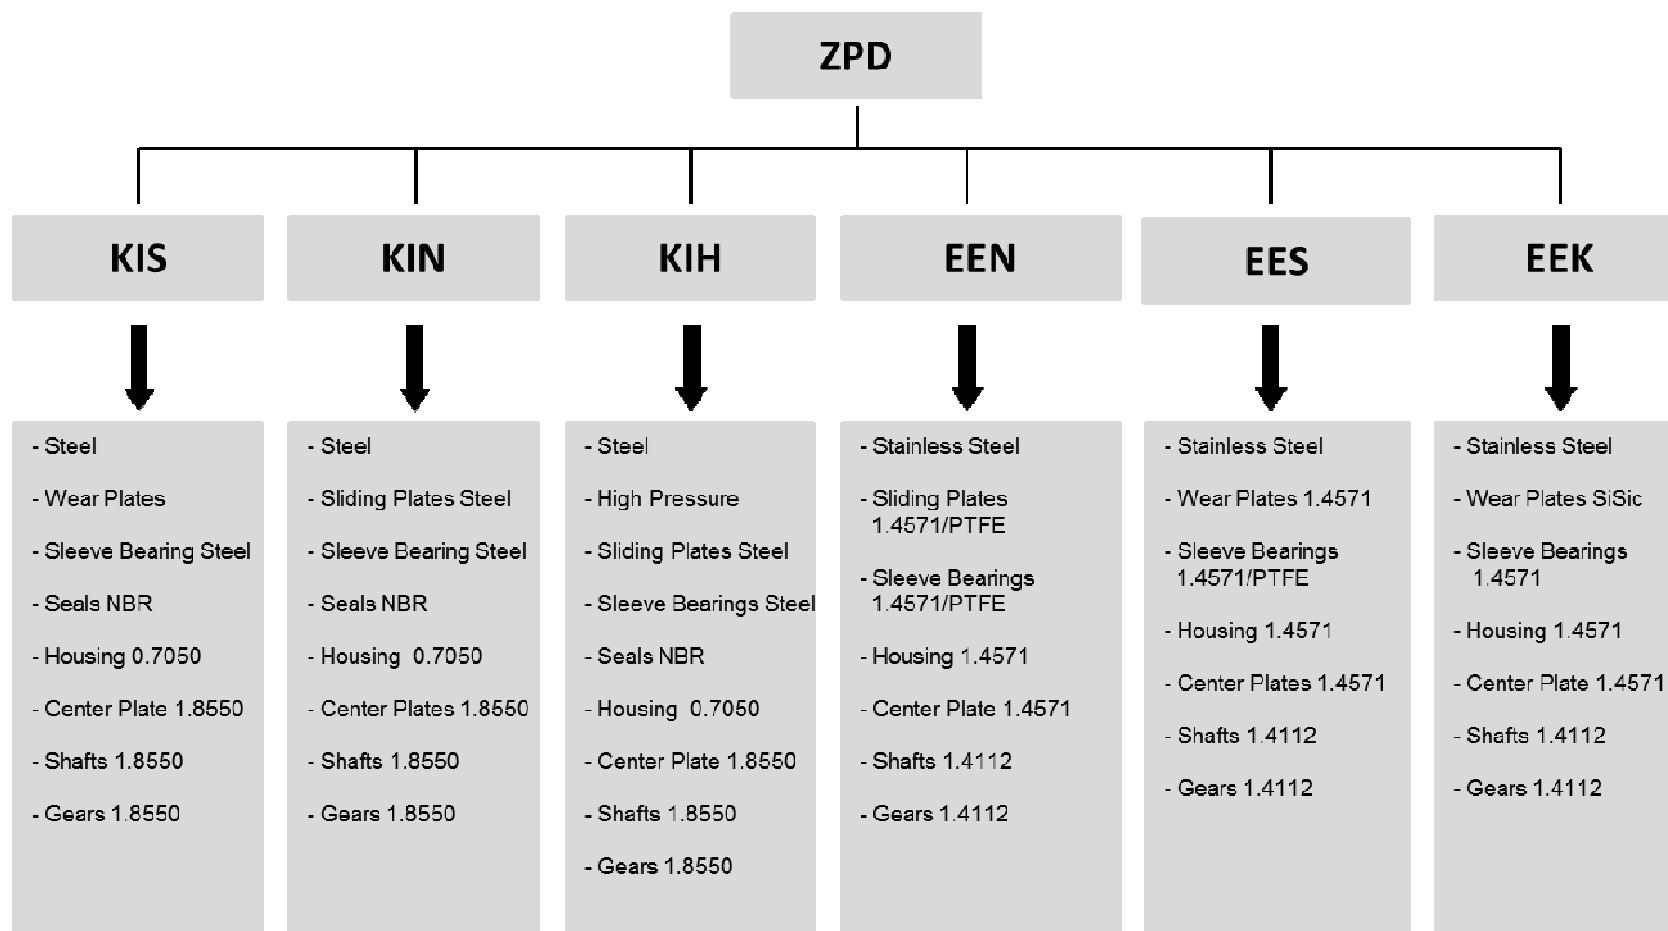 ZPD
KIS
KIN
KIH
EEN
EES
EEK
- Steel
- Wear Plates
- Sleeve Bearing Steel
- Seals NBR
- Housing 0.7050
- Center Plate 1.8550
- Shafts 1.8550
- Gears 1.8550
- Steel
- Sliding Plates Steel
- Sleeve Bearing Steel
- Seals NBR
- Housing  0.7050
- Center Plates 1.8550
- Shafts 1.8550
- Gears 1.8550
- Steel
- High Pressure
- Sliding Plates Steel
- Sleeve Bearings Steel
- Seals NBR
- Housing  0.7050
- Center Plate 1.8550
- Shafts 1.8550
- Gears 1.8550
- Stainless Steel
- Sliding Plates
1.4571/PTFE
- Sleeve Bearings
1.4571/PTFE
- Housing 1.4571
- Center Plate 1.4571
- Shafts 1.4112
- Gears 1.4112
- Stainless Steel
- Wear Plates 1.4571
- Sleeve Bearings
1.4571/PTFE
- Housing 1.4571
- Center Plates 1.4571
- Shafts 1.4112
- Gears 1.4112
- Stainless Steel
- Wear Plates SiSic
- Sleeve Bearings
1.4571
- Housing 1.4571
- Center Plate 1.4571
- Shafts 1.4112
- Gears 1.4112